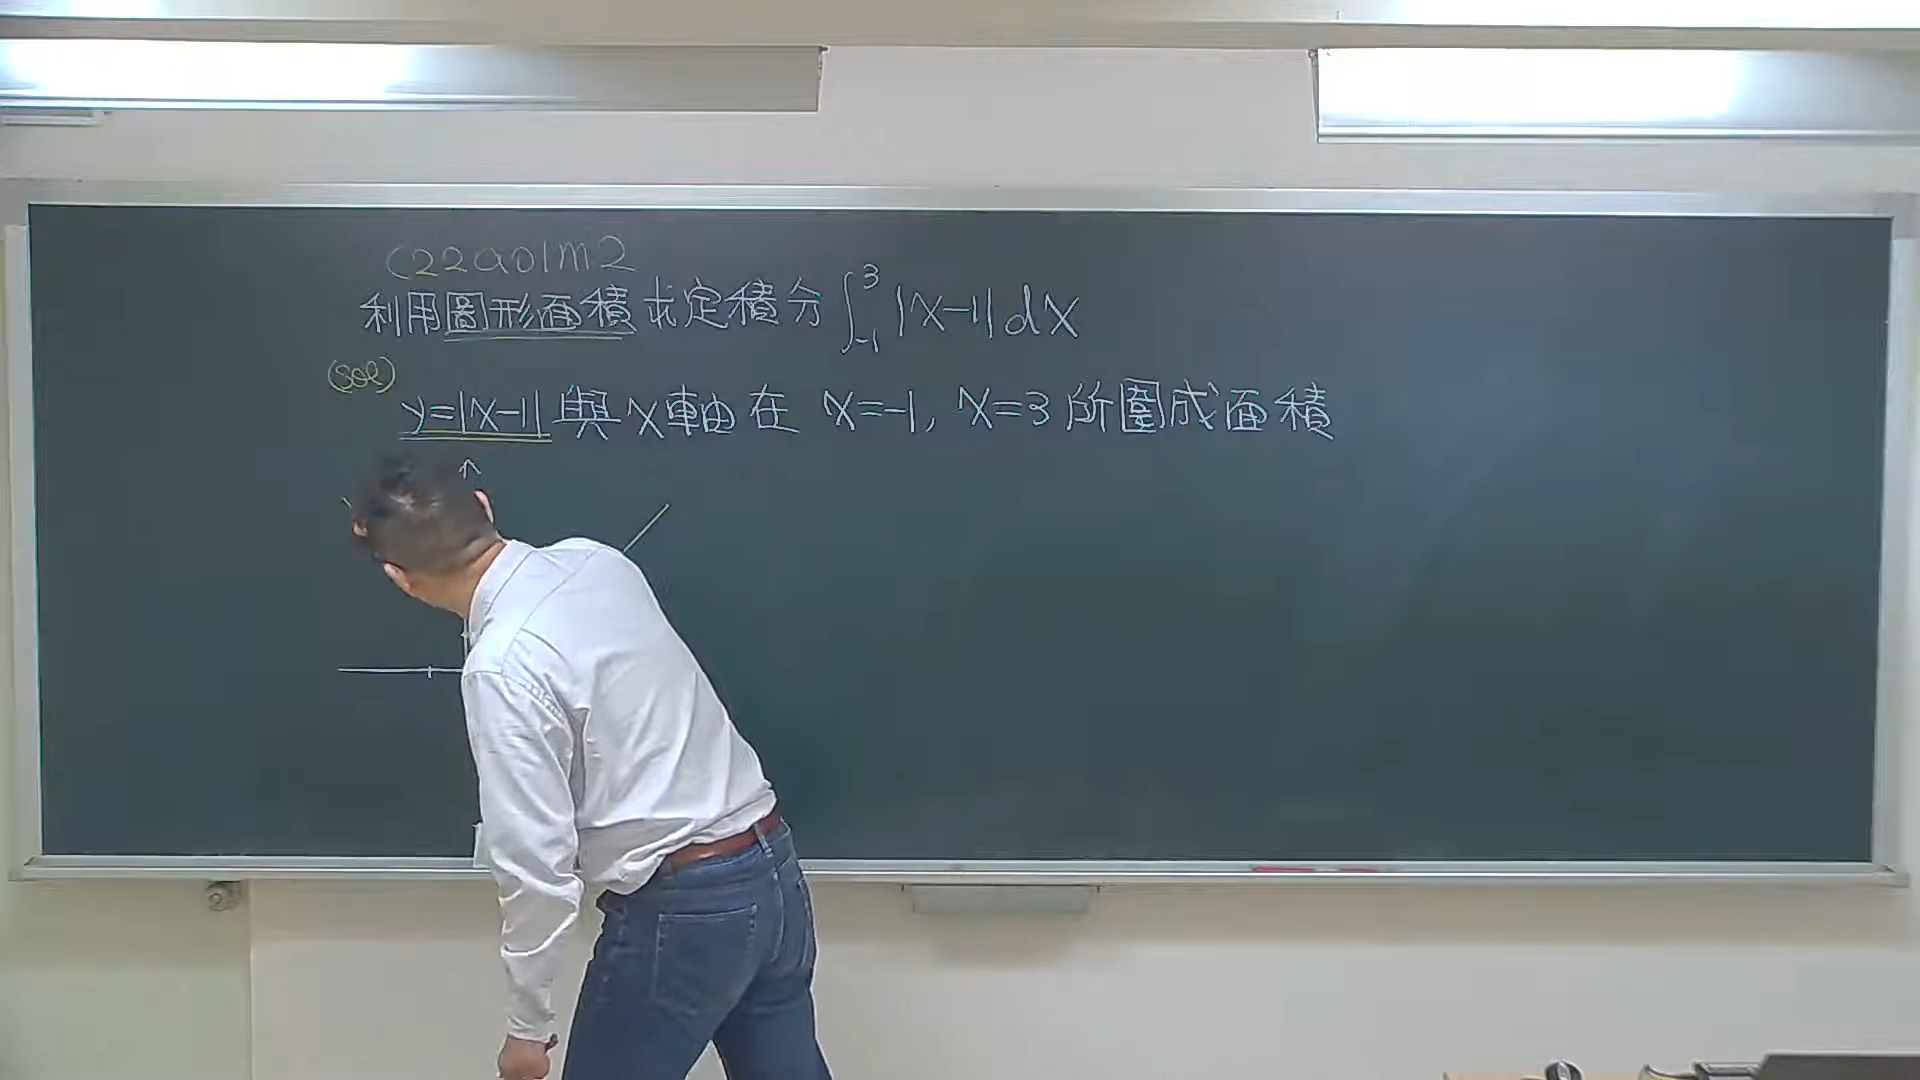 C22a01m2
利用圖形面積求定積分 ∫₋₁³ |x-1| dx
(sol)
y=|x-1| 與 x軸在 x=-1, x=3 所圍成面積